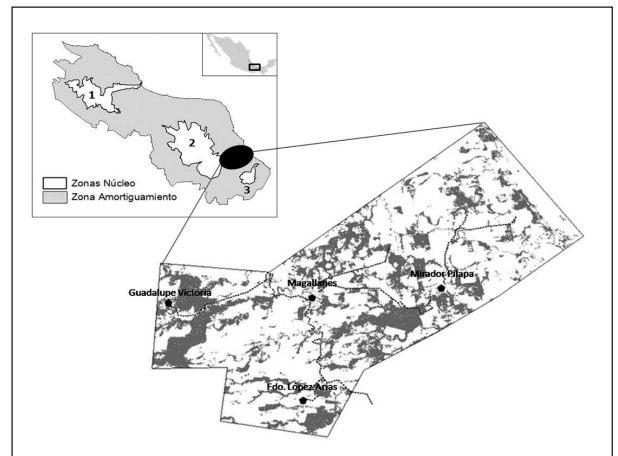 1
2
3
Zonas Núcleo
Zona Amortiguamiento
Mirador Pilapa
Magallanes
Guadalupe Victoria
Fdo. López Arias